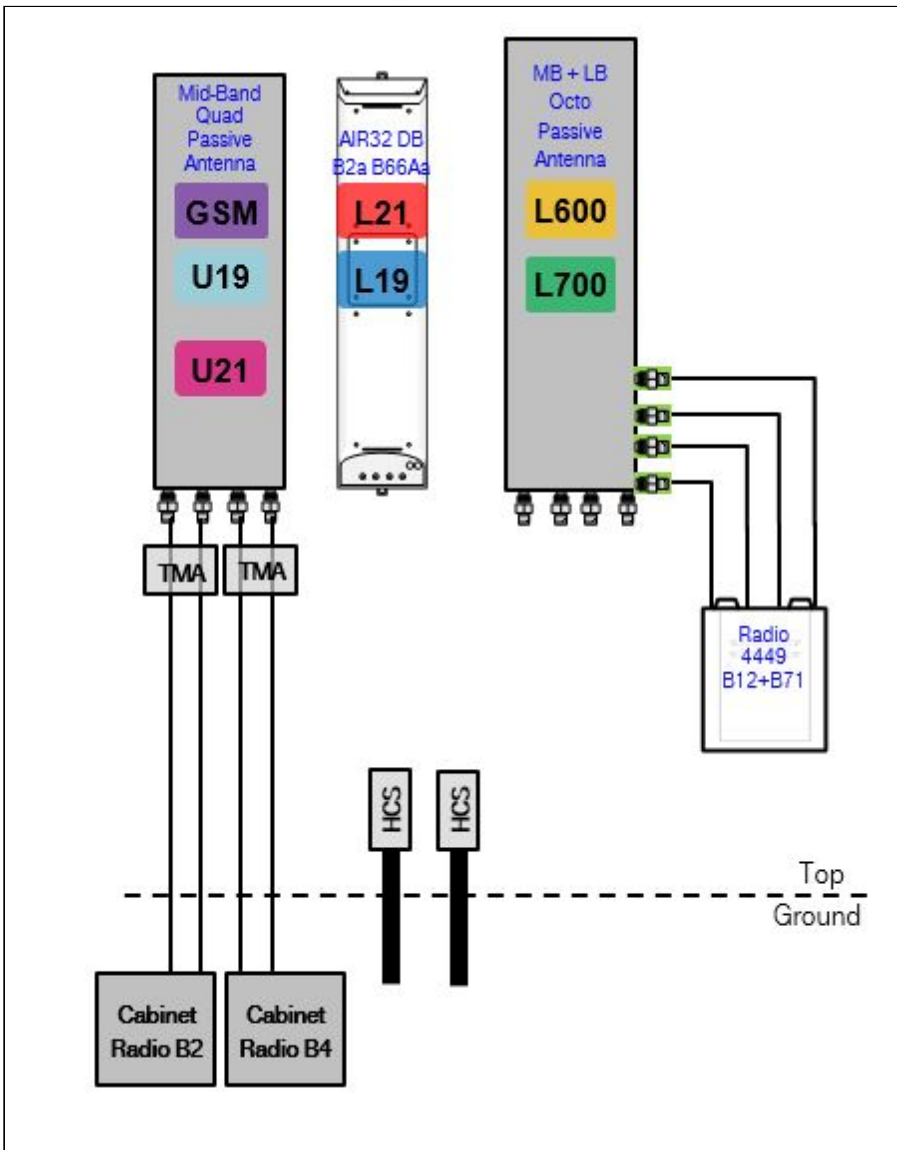 Mid-Band
Quad
Passive
Antenna
GSM
U19
U21
AIR32 DB
B2a B66Aa
L21
L19
MB + LB
Octo
Passive
Antenna
L600
L700
TMA
TMA
Radio
4449
B12+B71
HCS
HCS
Top
Ground
Cabinet
Radio B2
Cabinet
Radio B4